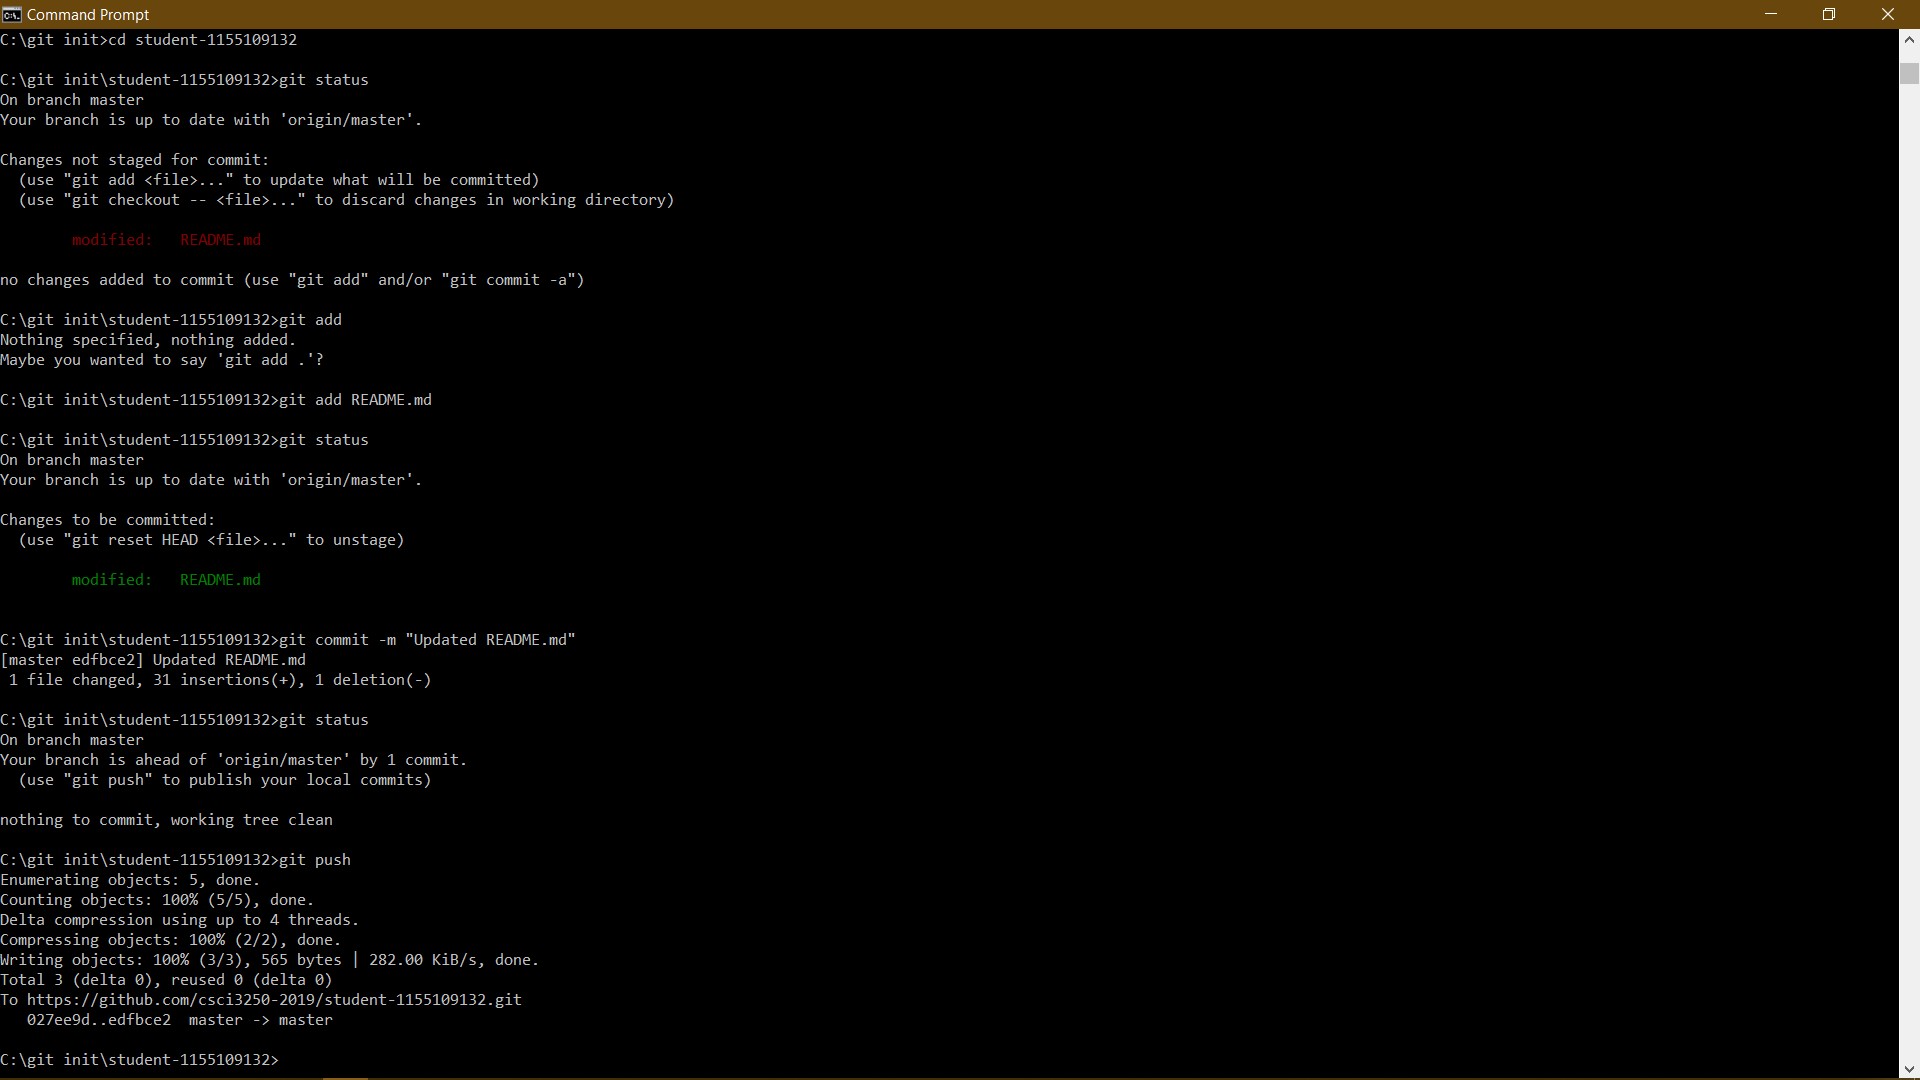 Command Prompt
C:\git init>cd student-1155109132
C:\git init\student-1155109132>git status
On branch master
Your branch is up to date with 'origin/master'.
Changes not staged for commit:
  (use "git add <file>..." to update what will be committed)
  (use "git checkout -- <file>..." to discard changes in working directory)
        modified:   README.md
no changes added to commit (use "git add" and/or "git commit -a")
C:\git init\student-1155109132>git add
Nothing specified, nothing added.
Maybe you wanted to say 'git add .'?
C:\git init\student-1155109132>git add README.md
C:\git init\student-1155109132>git status
On branch master
Your branch is up to date with 'origin/master'.
Changes to be committed:
  (use "git reset HEAD <file>..." to unstage)
        modified:   README.md
C:\git init\student-1155109132>git commit -m "Updated README.md"
[master edfbce2] Updated README.md
 1 file changed, 31 insertions(+), 1 deletion(-)
C:\git init\student-1155109132>git status
On branch master
Your branch is ahead of 'origin/master' by 1 commit.
  (use "git push" to publish your local commits)
nothing to commit, working tree clean
C:\git init\student-1155109132>git push
Enumerating objects: 5, done.
Counting objects: 100% (5/5), done.
Delta compression using up to 4 threads.
Compressing objects: 100% (2/2), done.
Writing objects: 100% (3/3), 565 bytes | 282.00 KiB/s, done.
Total 3 (delta 0), reused 0 (delta 0)
To https://github.com/csci3250-2019/student-1155109132.git
   027ee9d..edfbce2  master -> master
C:\git init\student-1155109132>